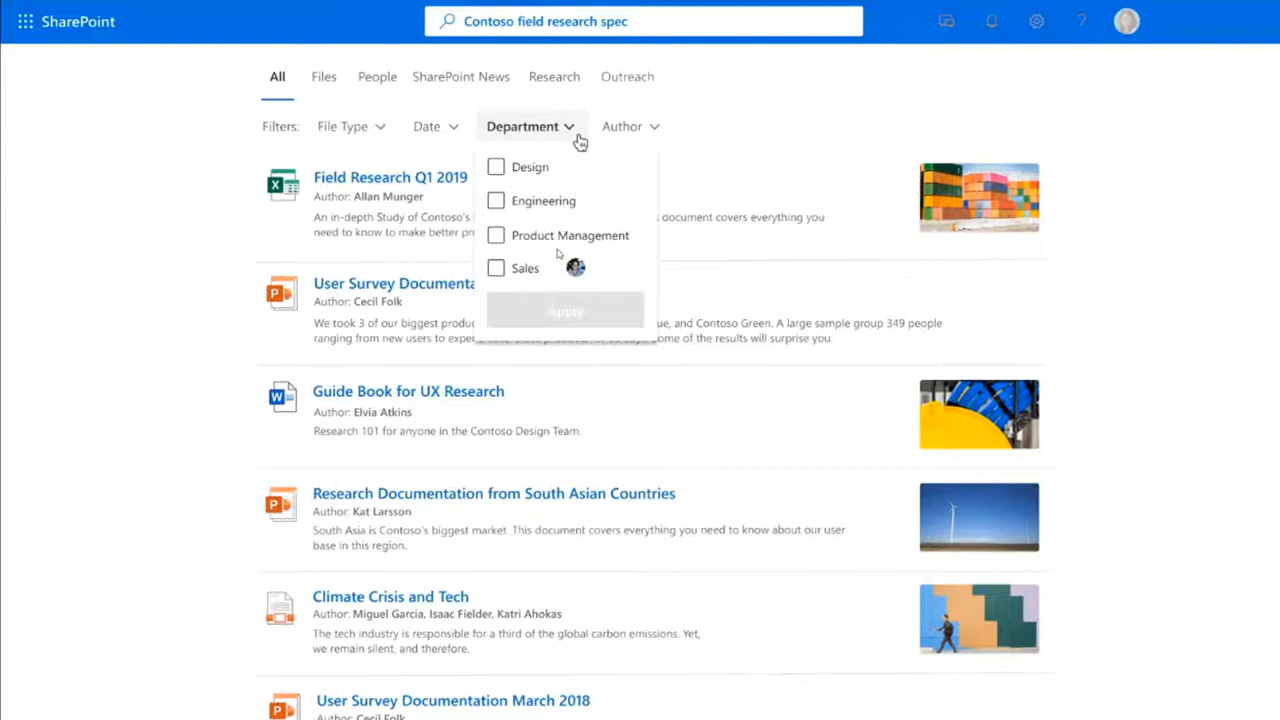 SharePoint
Contoso field research spec
?
All Files People SharePoint News Research Outreach
Filters: File Type Date Department Author
Design
Engineering
Product Management
Sales
Apply
Field Research Q1 2019
Author: Allan Munger
An in-depth Study of Contoso's document covers everything you
need to know to make better pro
User Survey Documenta
Author: Cecil Folk
We took 3 of our biggest produc ue, and Contoso Green. A large sample group 349 people
ranging from new users to exper ome of the results will surprise you.
Guide Book for UX Research
Author: Elvia Atkins
Research 101 for anyone in the Contoso Design Team.
Research Documentation from South Asian Countries
Author: Kat Larsson
South Asia is Contoso's biggest market. This document covers everything you need to know about our user
base in this region.
Climate Crisis and Tech
Author: Miguel Garcia, Isaac Fielder, Katri Ahokas
The tech industry is responsible for a third of the global carbon emissions. Yet,
we remain silent, and therefore.
User Survey Documentation March 2018
Author: Cecil Folk